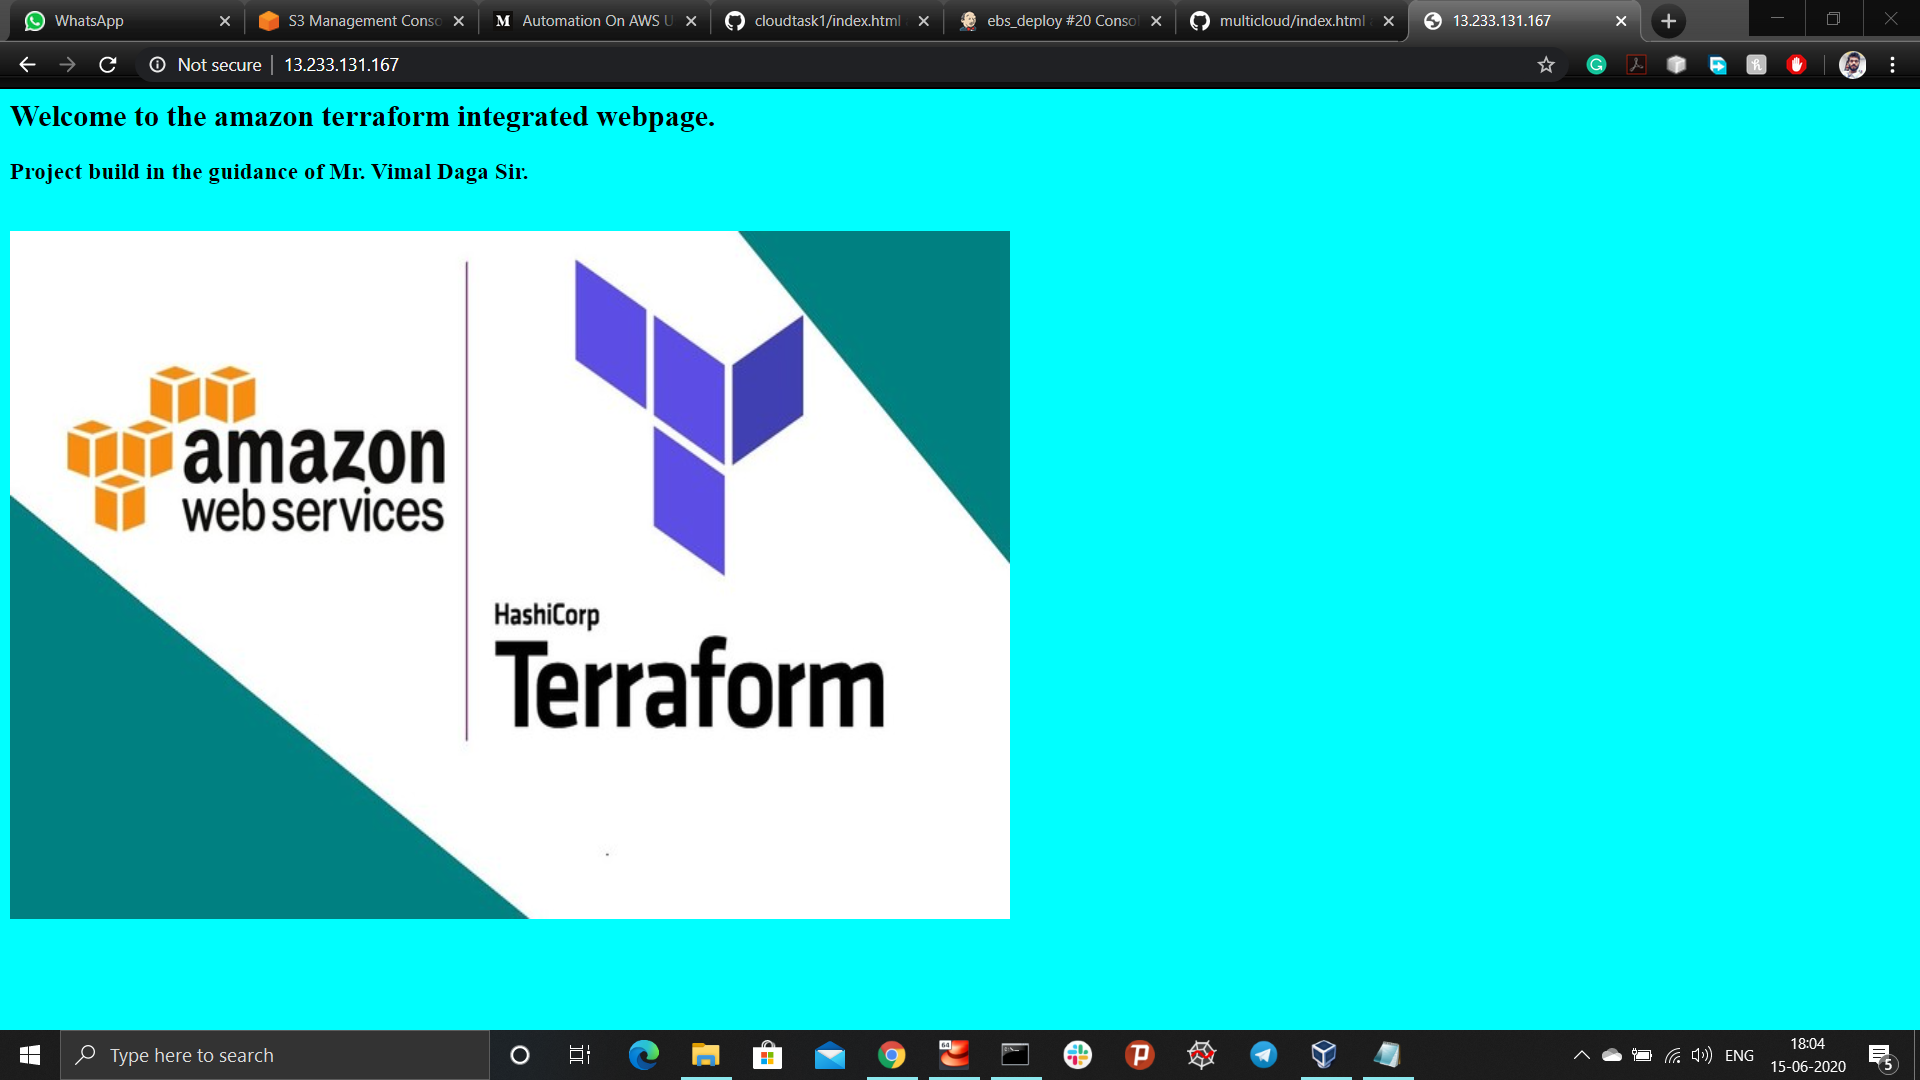 WhatsApp
S3 Management Conso
Automation On AWS U
cloudtask1/index.html
ebs_deploy #20 Consol
multicloud/index.html
13.233.131.167
Not secure
13.233.131.167
Welcome to the amazon terraform integrated webpage.
Project build in the guidance of Mr. Vimal Daga Sir.
amazon
web services
HashiCorp
Terraform
Type here to search
64
ENG
18:04
15-06-2020
5